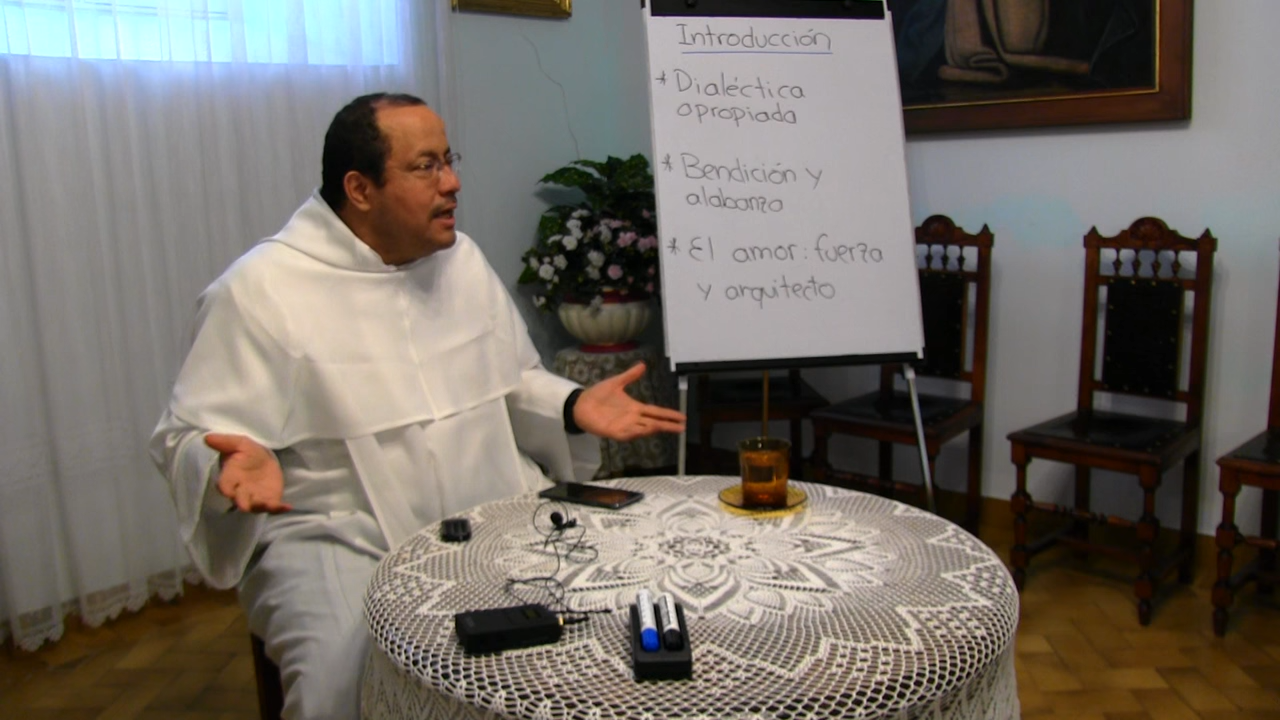 Introducción
* Dialéctica
apropiada
* Bendición y
alabanza
* El amor: fuerza
y arquitecto